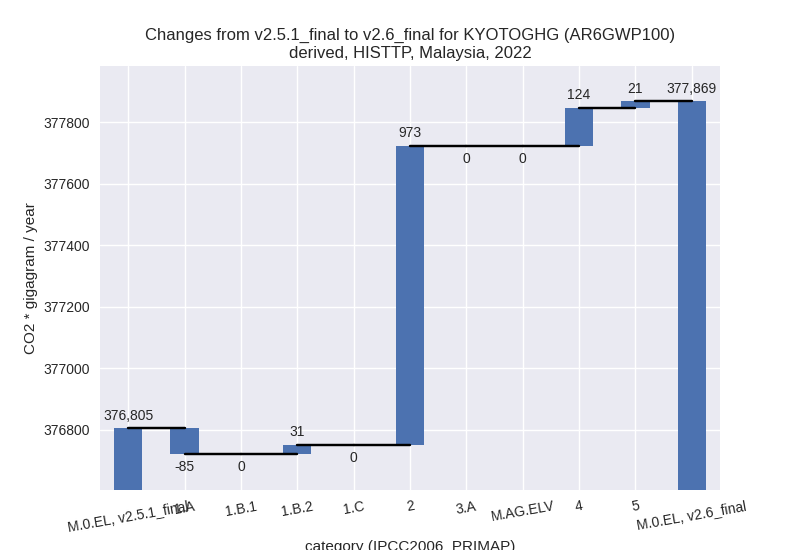 Changes from v2.5.1_final to v2.6_final for KYOTOGHG (AR6GWP100)
derived, HISTTP, Malaysia, 2022
CO2 * gigagram / year
377800
377600
377400
377200
377000
376800
376,805
-85
0
31
0
973
0
0
124
21
377,869
M.0.EL, v2.5.1_final
1.A
1.B.1
1.B.2
1.C
2
3.A
M.AG.ELV
4
5
M.0.EL, v2.6_final
category (IPCC2006_PRIMAP)